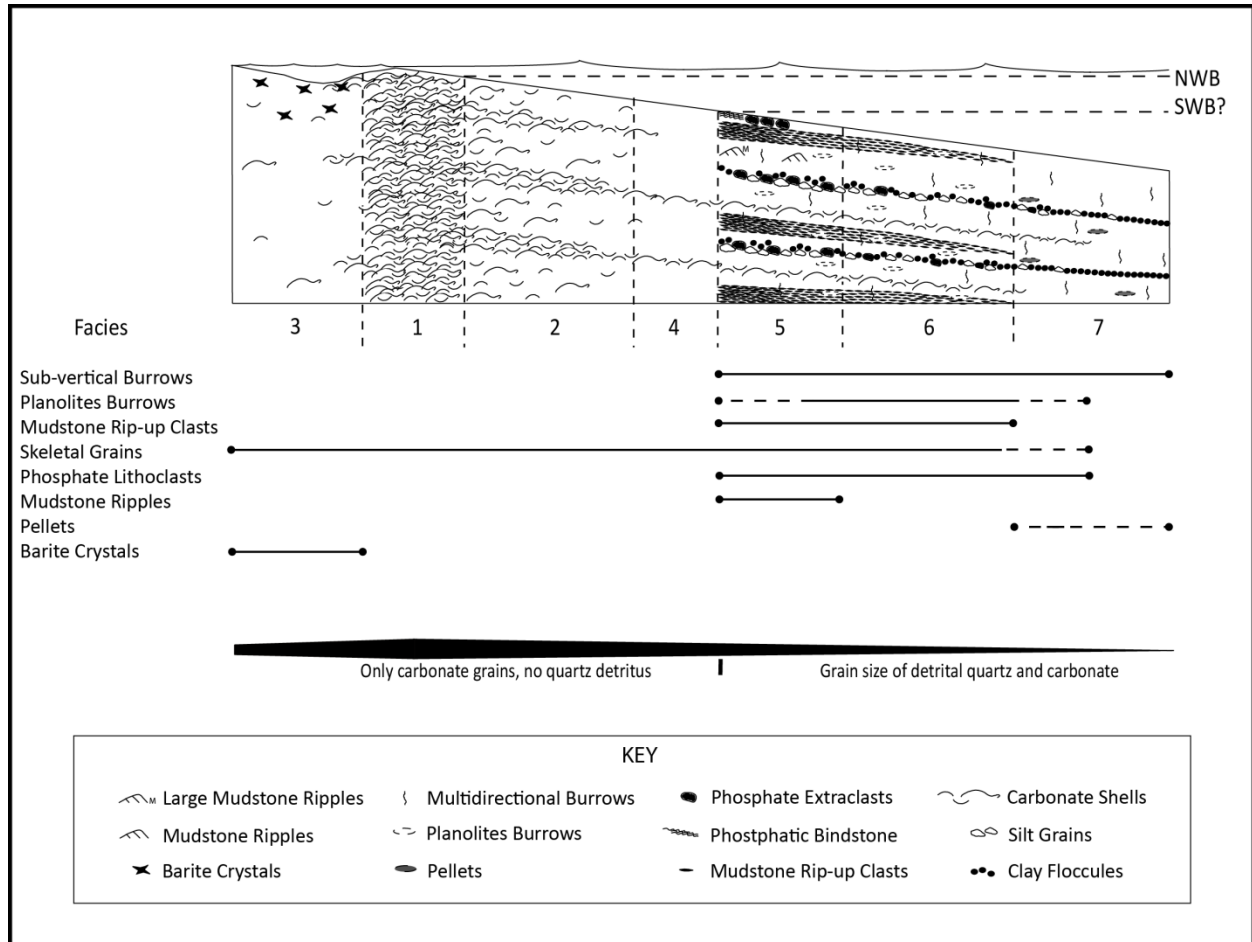 NWB
SWB?
M
Facies 3 1 2 4 5 6 7
Sub-vertical Burrows
Planolites Burrows
Mudstone Rip-up Clasts
Skeletal Grains
Phosphate Lithoclasts
Mudstone Ripples
Pellets
Barite Crystals
Only carbonate grains, no quartz detritus Grain size of detrital quartz and carbonate
KEY
M Large Mudstone Ripples Multidirectional Burrows Phosphate Extraclasts Carbonate Shells
Mudstone Ripples Planolites Burrows Phostphatic Bindstone Silt Grains
Barite Crystals Pellets Mudstone Rip-up Clasts Clay Floccules